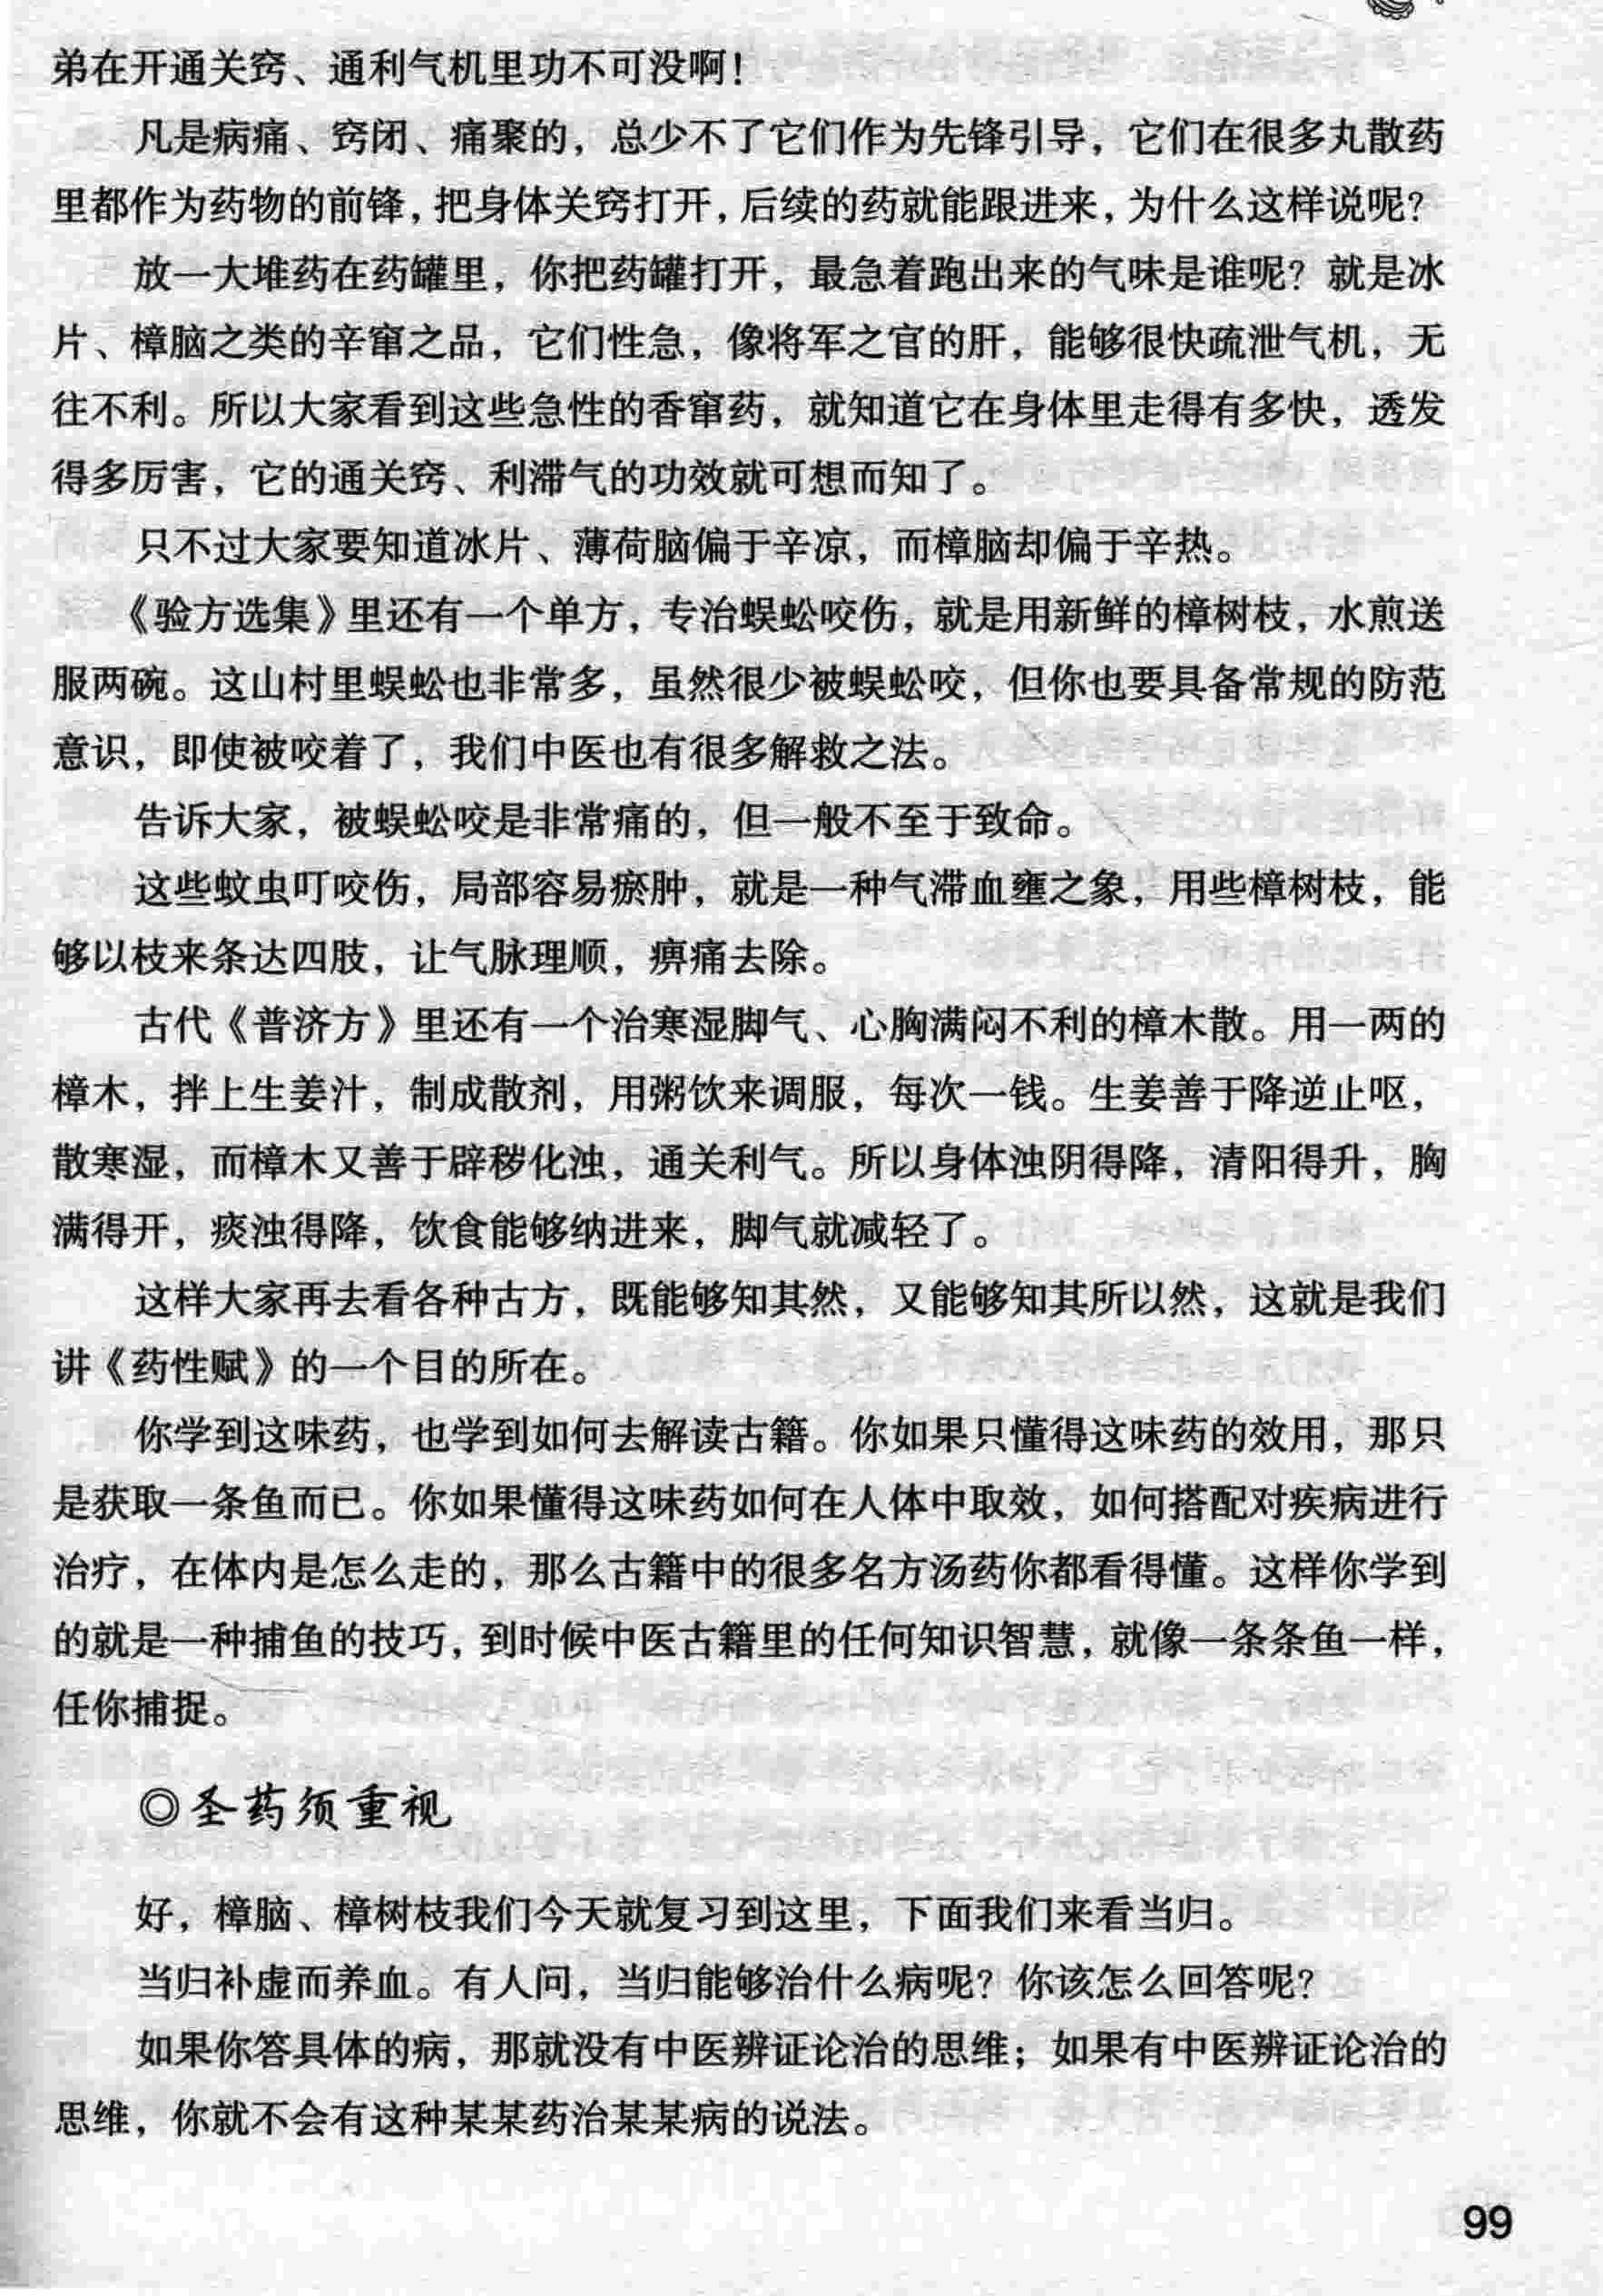 弟在开通关窍、通利气机里功不可没啊！
凡是病痛、窍闭、痛聚的，总少不了它们作为先锋引导，它们在很多丸散药
里都作为药物的前锋，把身体关窍打开，后续的药就能跟进来，为什么这样说呢？
放一大堆药在药罐里，你把药罐打开，最急着跑出来的气味是谁呢？就是冰
片、樟脑之类的辛窜之品，它们性急，像将军之官的肝，能够很快疏泄气机，无
往不利。所以大家看到这些急性的香窜药，就知道它在身体里走得有多快，透发
得多厉害，它的通关窍、利滞气的功效就可想而知了。
只不过大家要知道冰片、薄荷脑偏于辛凉，而樟脑却偏于辛热。
《验方选集》里还有一个单方，专治蜈蚣咬伤，就是用新鲜的樟树枝，水煎送
服两碗。这山村里蜈蚣也非常多，虽然很少被蜈蚣咬，但你也要具备常规的防范
意识，即使被咬着了，我们中医也有很多解救之法。
告诉大家，被蜈蚣咬是非常痛的，但一般不至于致命。
这些蚊虫叮咬伤，局部容易瘀肿，就是一种气滞血壅之象，用些樟树枝，能
够以枝来条达四肢，让气脉理顺，痹痛去除。
古代《普济方》里还有一个治寒湿脚气、心胸满闷不利的樟木散。用一两的
樟木，拌上生姜汁，制成散剂，用粥饮来调服，每次一钱。生姜善于降逆止呕，
散寒湿，而樟木又善于辟秽化浊，通关利气。所以身体浊阴得降，清阳得升，胸
满得开，痰浊得降，饮食能够纳进来，脚气就减轻了。
这样大家再去看各种古方，既能够知其然，又能够知其所以然，这就是我们
讲《药性赋》的一个目的所在。
你学到这味药，也学到如何去解读古籍。你如果只懂得这味药的效用，那只
是获取一条鱼而已。你如果懂得这味药如何在人体中取效，如何搭配对疾病进行
治疗，在体内是怎么走的，那么古籍中的很多名方汤药你都看得懂。这样你学到
的就是一种捕鱼的技巧，到时候中医古籍里的任何知识智慧，就像一条条鱼一样，
任你捕捉。
◎圣药须重视
好，樟脑、樟树枝我们今天就复习到这里，下面我们来看当归。
当归补虚而养血。有人问，当归能够治什么病呢？你该怎么回答呢？
如果你答具体的病，那就没有中医辨证论治的思维；如果有中医辨证论治的
思维，你就不会有这种某某药治某某病的说法。
99